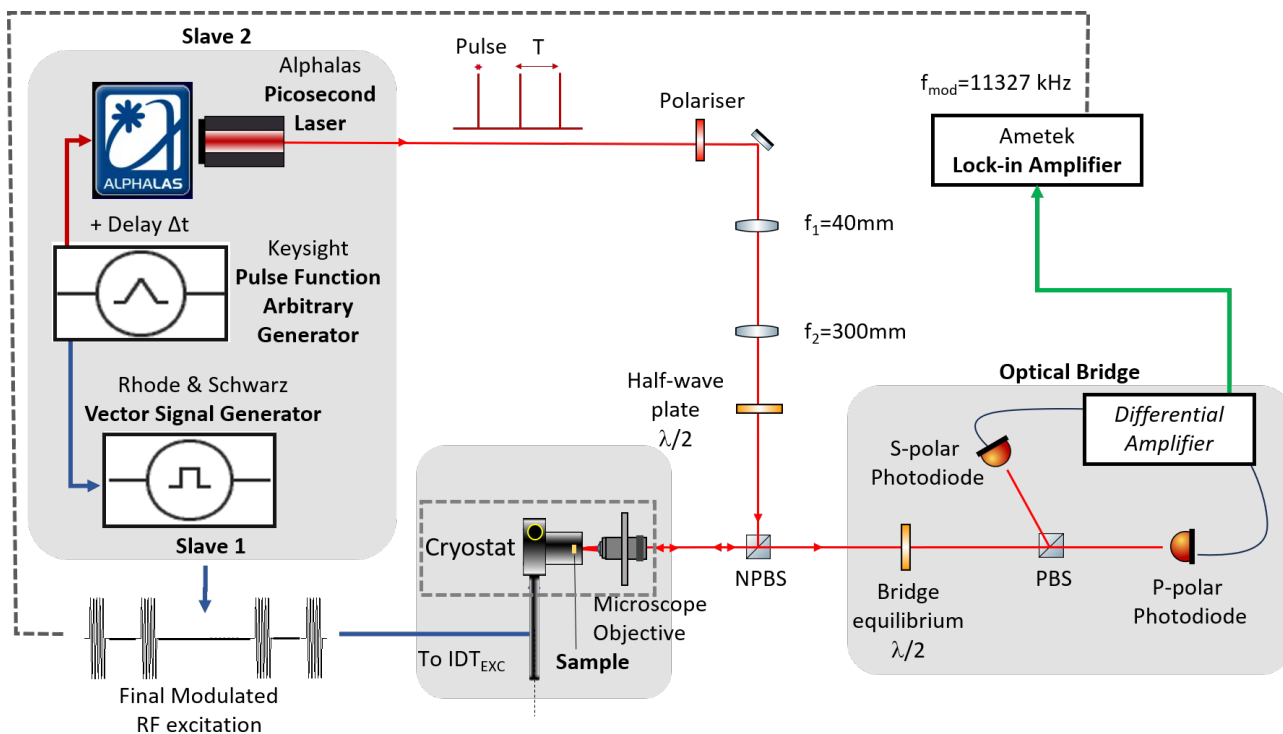 Slave 2
Alphalas
Picosecond
Laser
ALPHALAS
+ Delay Δt
Keysight
Pulse Function
Arbitrary
Generator
Rhode & Schwarz
Vector Signal Generator
Slave 1
Final Modulated
RF excitation
Pulse
T
Polariser
f₁=40mm
f₂=300mm
Half-wave
plate
λ/2
NPBS
Cryostat
Microscope
Objective
Sample
To IDT_EXC
f_mod=11327 kHz
Ametek
Lock-in Amplifier
Optical Bridge
Differential
Amplifier
S-polar
Photodiode
PBS
P-polar
Photodiode
Bridge
equilibrium
λ/2